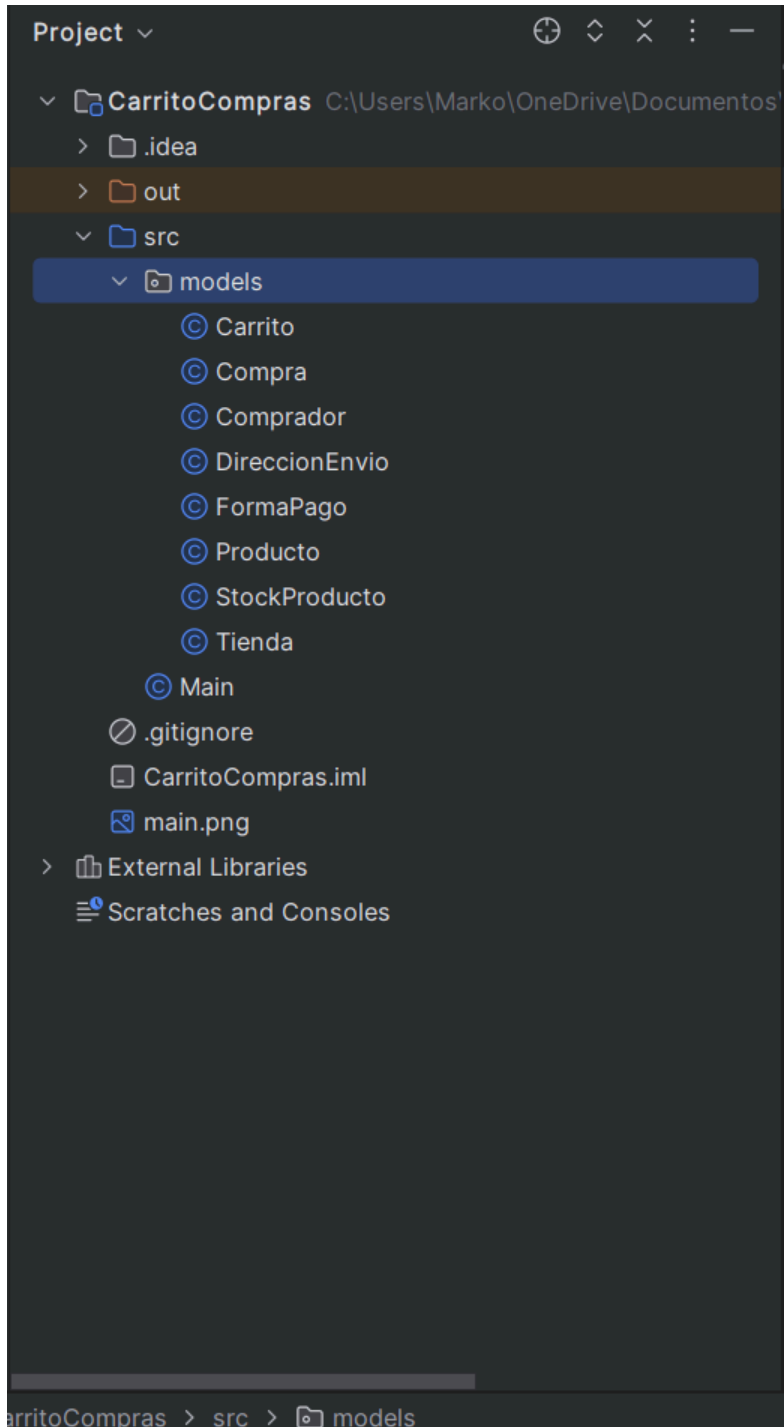 Project
CarritoCompras C:\Users\Marko\OneDrive\Documentos\
.idea
out
src
models
Carrito
Compra
Comprador
DireccionEnvio
FormaPago
Producto
StockProducto
Tienda
Main
.gitignore
CarritoCompras.iml
main.png
External Libraries
Scratches and Consoles
arritoCompras > src > models